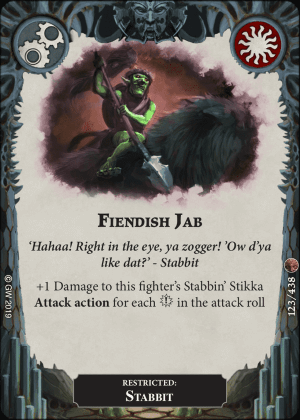 Fiendish Jab
‘Hahaa! Right in the eye, ya zogger! ’Ow d’ya
like dat?’ - Stabbit
+1 Damage to this fighter’s Stabbin’ Stikka
Attack action for each in the attack roll
© GW 2019
123/438
RESTRICTED:
Stabbit